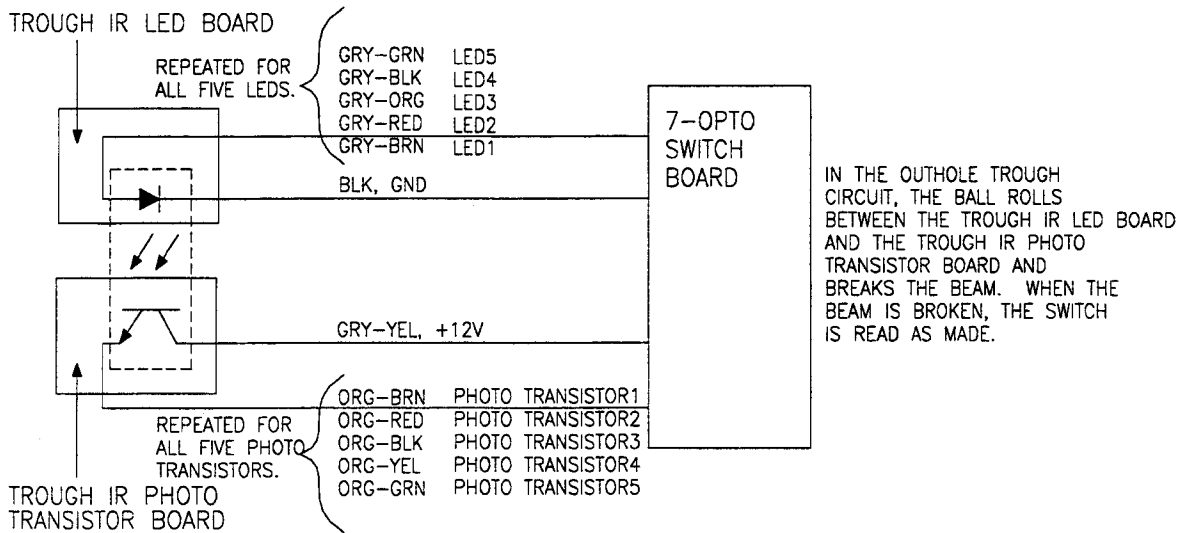 TROUGH IR LED BOARD
REPEATED FOR
ALL FIVE LEDS.
GRY-GRN LED5
GRY-BLK LED4
GRY-ORG LED3
GRY-RED LED2
GRY-BRN LED1
BLK, GND
7-OPTO
SWITCH
BOARD
IN THE OUTHOLE TROUGH
CIRCUIT, THE BALL ROLLS
BETWEEN THE TROUGH IR LED BOARD
AND THE TROUGH IR PHOTO
TRANSISTOR BOARD AND
BREAKS THE BEAM. WHEN THE
BEAM IS BROKEN, THE SWITCH
IS READ AS MADE.
GRY-YEL, +12V
ORG-BRN PHOTO TRANSISTOR1
ORG-RED PHOTO TRANSISTOR2
ORG-BLK PHOTO TRANSISTOR3
ORG-YEL PHOTO TRANSISTOR4
ORG-GRN PHOTO TRANSISTOR5
REPEATED FOR
ALL FIVE PHOTO
TRANSISTORS.
TROUGH IR PHOTO
TRANSISTOR BOARD